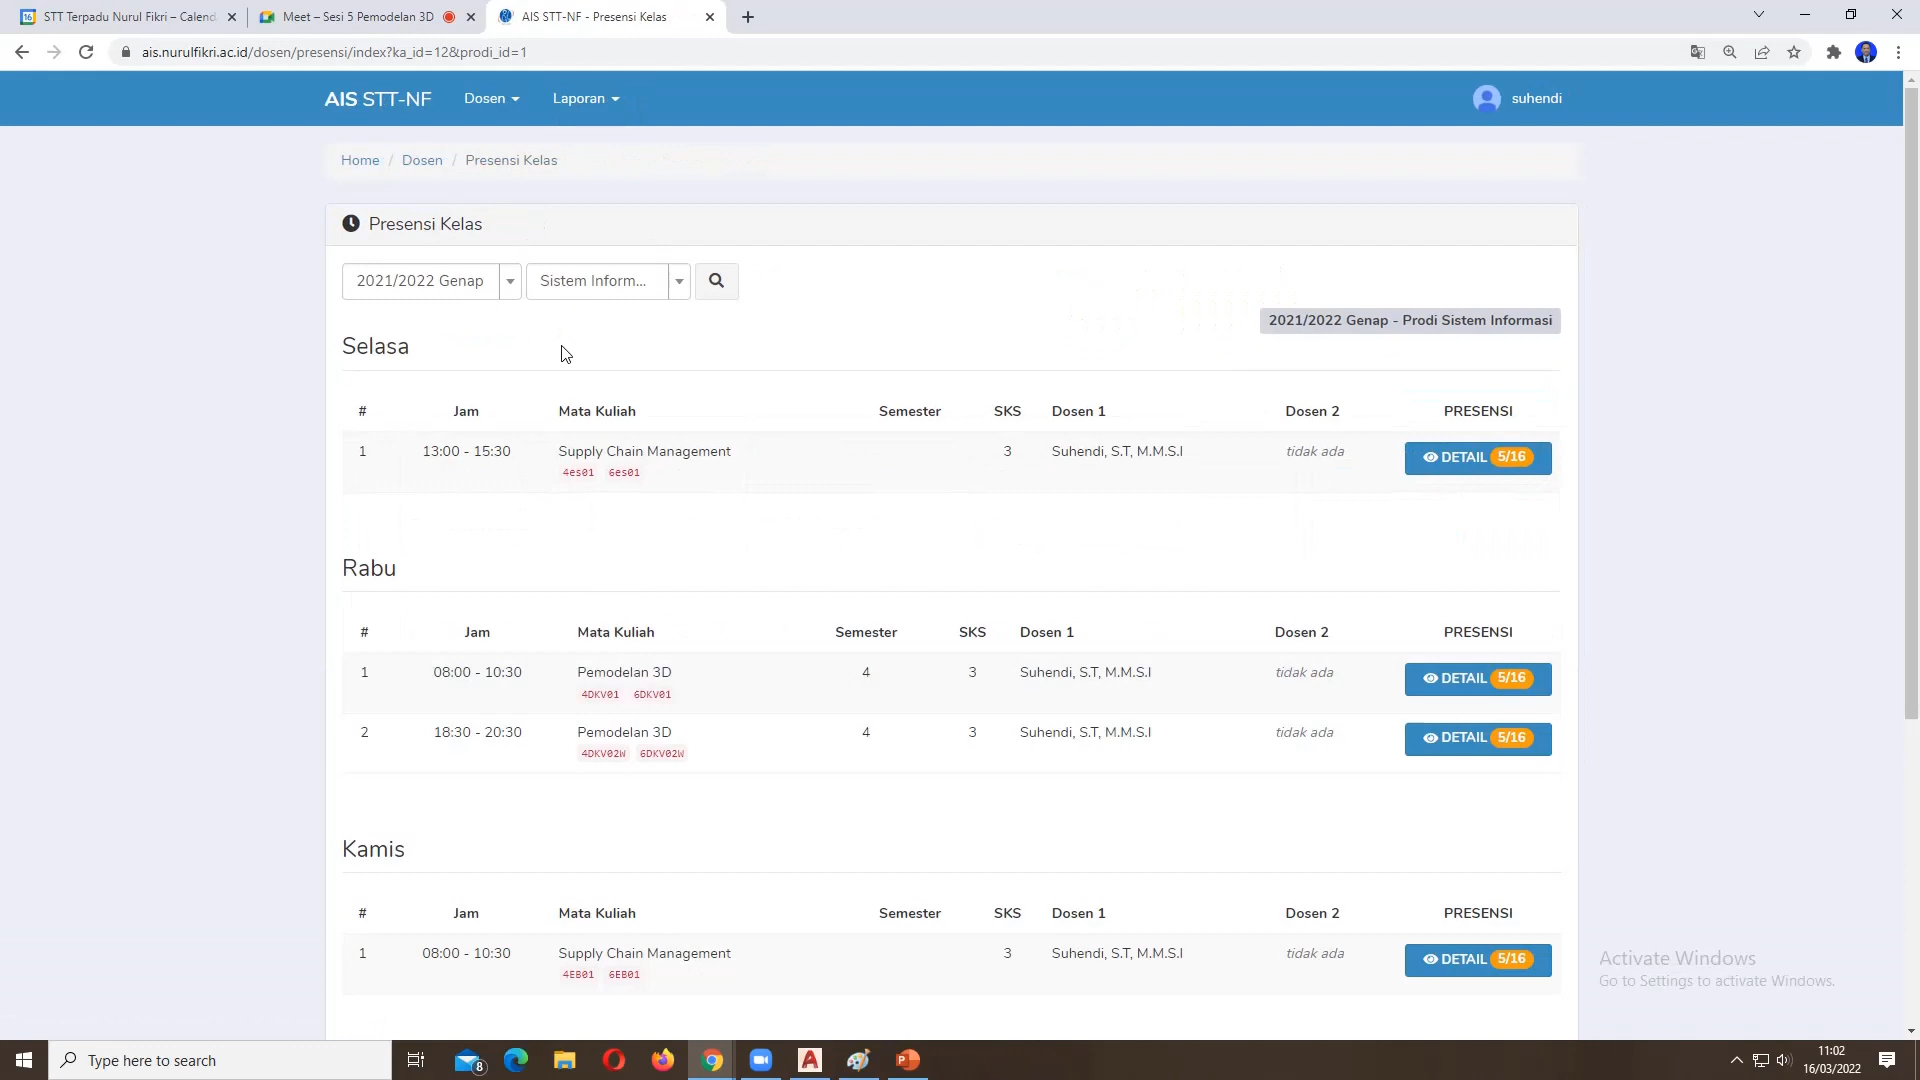 STT Terpadu Nurul Fikri – Calend
Meet – Sesi 5 Pemodelan 3D
AIS STT-NF - Presensi Kelas
ais.nurulfikri.ac.id/dosen/presensi/index?ka_id=12&prodi_id=1
AIS STT-NF Dosen Laporan suhendi
Home / Dosen / Presensi Kelas
Presensi Kelas
2021/2022 Genap Sistem Inform...
2021/2022 Genap - Prodi Sistem Informasi
Selasa
# Jam Mata Kuliah Semester SKS Dosen 1 Dosen 2 PRESENSI
1 13:00 - 15:30 Supply Chain Management 3 Suhendi, S.T, M.M.S.I tidak ada DETAIL 5/16
4es01 6es01
Rabu
# Jam Mata Kuliah Semester SKS Dosen 1 Dosen 2 PRESENSI
1 08:00 - 10:30 Pemodelan 3D 4 3 Suhendi, S.T, M.M.S.I tidak ada DETAIL 5/16
4DKV01 6DKV01
2 18:30 - 20:30 Pemodelan 3D 4 3 Suhendi, S.T, M.M.S.I tidak ada DETAIL 5/16
4DKV02W 6DKV02W
Kamis
# Jam Mata Kuliah Semester SKS Dosen 1 Dosen 2 PRESENSI
1 08:00 - 10:30 Supply Chain Management 3 Suhendi, S.T, M.M.S.I tidak ada DETAIL 5/16
4EB01 6EB01
Activate Windows
Go to Settings to activate Windows.
Type here to search
8
11:02
16/03/2022